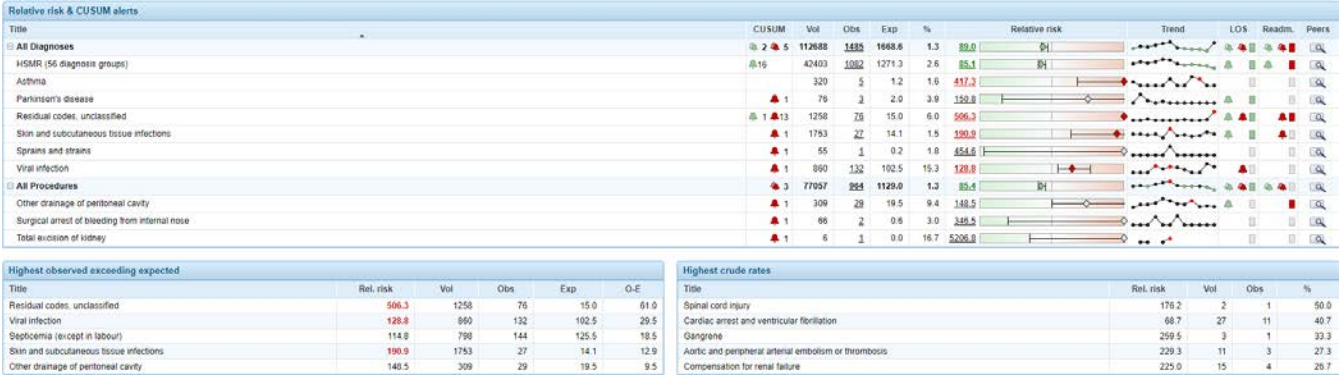 Relative risk & CUSUM alerts
Title CUSUM Vol Obs Exp % Relative risk Trend LOS Readm. Peers
All Diagnoses 2 5 112688 1485 1668.6 1.3 89.0
HSMR (56 diagnosis groups) 16 42403 1082 1271.3 2.6 85.1
Asthma 320 5 1.2 1.6 417.3
Parkinson's disease 1 76 3 2.0 3.9 150.8
Residual codes, unclassified 1 13 1258 76 15.0 6.0 506.3
Skin and subcutaneous tissue infections 1 1753 27 14.1 1.5 190.9
Sprains and strains 1 55 1 0.2 1.8 454.6
Viral infection 1 860 132 102.5 15.3 128.8
All Procedures 3 77057 964 1129.0 1.3 85.4
Other drainage of peritoneal cavity 1 309 29 19.5 9.4 148.5
Surgical arrest of bleeding from internal nose 1 66 2 0.6 3.0 346.5
Total excision of kidney 1 6 1 0.0 16.7 5206.8
Highest observed exceeding expected
Title Rel. risk Vol Obs Exp O-E
Residual codes, unclassified 506.3 1258 76 15.0 61.0
Viral infection 128.8 860 132 102.5 29.5
Septicemia (except in labour) 114.8 798 144 125.5 18.5
Skin and subcutaneous tissue infections 190.9 1753 27 14.1 12.9
Other drainage of peritoneal cavity 148.5 309 29 19.5 9.5
Highest crude rates
Title Rel. risk Vol Obs %
Spinal cord injury 176.2 2 1 50.0
Cardiac arrest and ventricular fibrillation 68.7 27 11 40.7
Gangrene 259.5 3 1 33.3
Aortic and peripheral arterial embolism or thrombosis 229.3 11 3 27.3
Compensation for renal failure 225.0 15 4 26.7